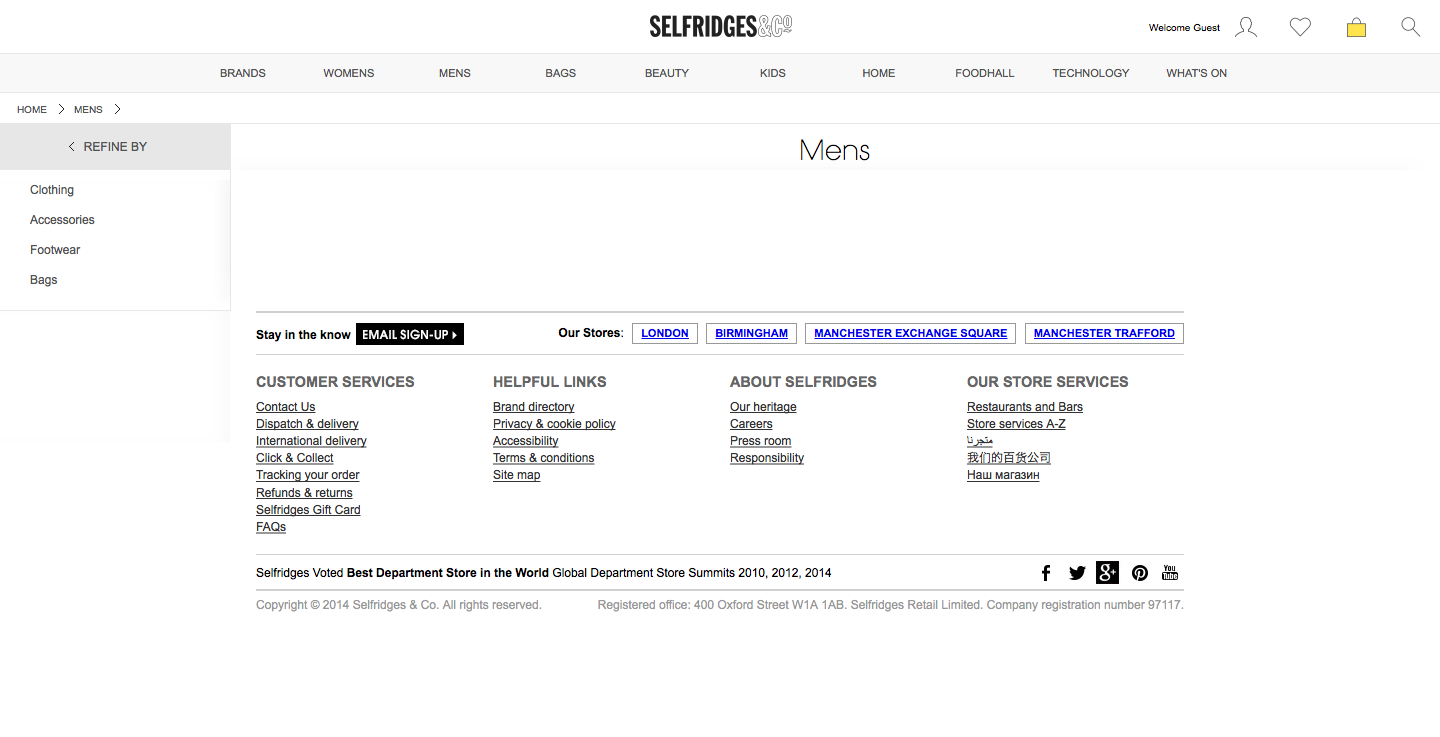 SELFRIDGES&Co
Welcome Guest
BRANDS WOMENS MENS BAGS BEAUTY KIDS HOME FOODHALL TECHNOLOGY WHAT'S ON
HOME MENS
REFINE BY
Mens
Clothing
Accessories
Footwear
Bags
Stay in the know EMAIL SIGN-UP Our Stores: LONDON BIRMINGHAM MANCHESTER EXCHANGE SQUARE MANCHESTER TRAFFORD
CUSTOMER SERVICES
Contact Us
Dispatch & delivery
International delivery
Click & Collect
Tracking your order
Refunds & returns
Selfridges Gift Card
FAQs
HELPFUL LINKS
Brand directory
Privacy & cookie policy
Accessibility
Terms & conditions
Site map
ABOUT SELFRIDGES
Our heritage
Careers
Press room
Responsibility
OUR STORE SERVICES
Restaurants and Bars
Store services A-Z
متجرنا
我们的百货公司
Наш магазин
Selfridges Voted Best Department Store in the World Global Department Store Summits 2010, 2012, 2014
g+
You Tube
Copyright © 2014 Selfridges & Co. All rights reserved. Registered office: 400 Oxford Street W1A 1AB. Selfridges Retail Limited. Company registration number 97117.